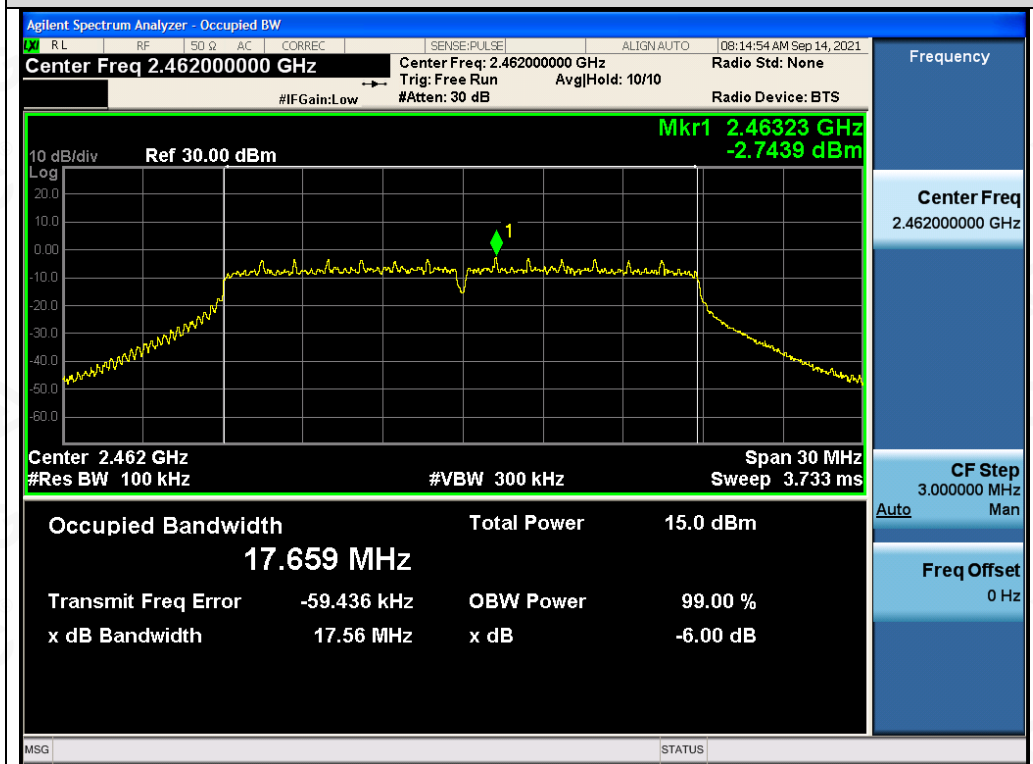 Agilent Spectrum Analyzer - Occupied BW
LXI RL RF 50 Ω AC CORREC SENSE:PULSE ALIGN AUTO 08:14:54 AM Sep 14, 2021
Center Freq 2.462000000 GHz
Center Freq: 2.462000000 GHz
Radio Std: None
Trig: Free Run Avg|Hold: 10/10
#IFGain:Low
#Atten: 30 dB
Radio Device: BTS
Mkr1 2.46323 GHz
-2.7439 dBm
10 dB/div Ref 30.00 dBm
Log
20.0
10.0
0.00
-10.0
-20.0
-30.0
-40.0
-50.0
-60.0
1
Center 2.462 GHz Span 30 MHz
#Res BW 100 kHz #VBW 300 kHz Sweep 3.733 ms
Occupied Bandwidth Total Power 15.0 dBm
17.659 MHz
Transmit Freq Error -59.436 kHz OBW Power 99.00 %
x dB Bandwidth 17.56 MHz x dB -6.00 dB
MSG STATUS
Frequency
Center Freq
2.462000000 GHz
CF Step
3.000000 MHz
Auto Man
Freq Offset
0 Hz